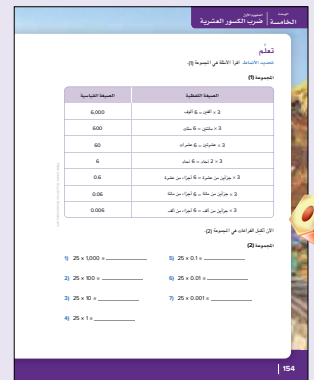 الخامسة
ضرب الكسور العشرية
تعلَّم
تحديد الأنماط. اقرأ الأمثلة في المجموعة (1).
المجموعة (1)
الصيغة اللفظية الصيغة القياسية
3 × ألفين = 6 آلاف 6,000
3 × مائتين = 6 مئات 600
3 × عشرتين = 6 عشرات 60
3 × 2 آحاد = 6 آحاد 6
3 × جزأين من عشرة = 6 أجزاء من عشرة 0.6
3 × جزأين من مائة = 6 أجزاء من مائة 0.06
3 × جزأين من ألف = 6 أجزاء من ألف 0.006
الآن أكمل الفراغات في المجموعة (2).
المجموعة (2)
1) 25 × 1,000 = 5) 25 × 0.1 =
2) 25 × 100 = 6) 25 × 0.01 =
3) 25 × 10 = 7) 25 × 0.001 =
4) 25 × 1 =
154